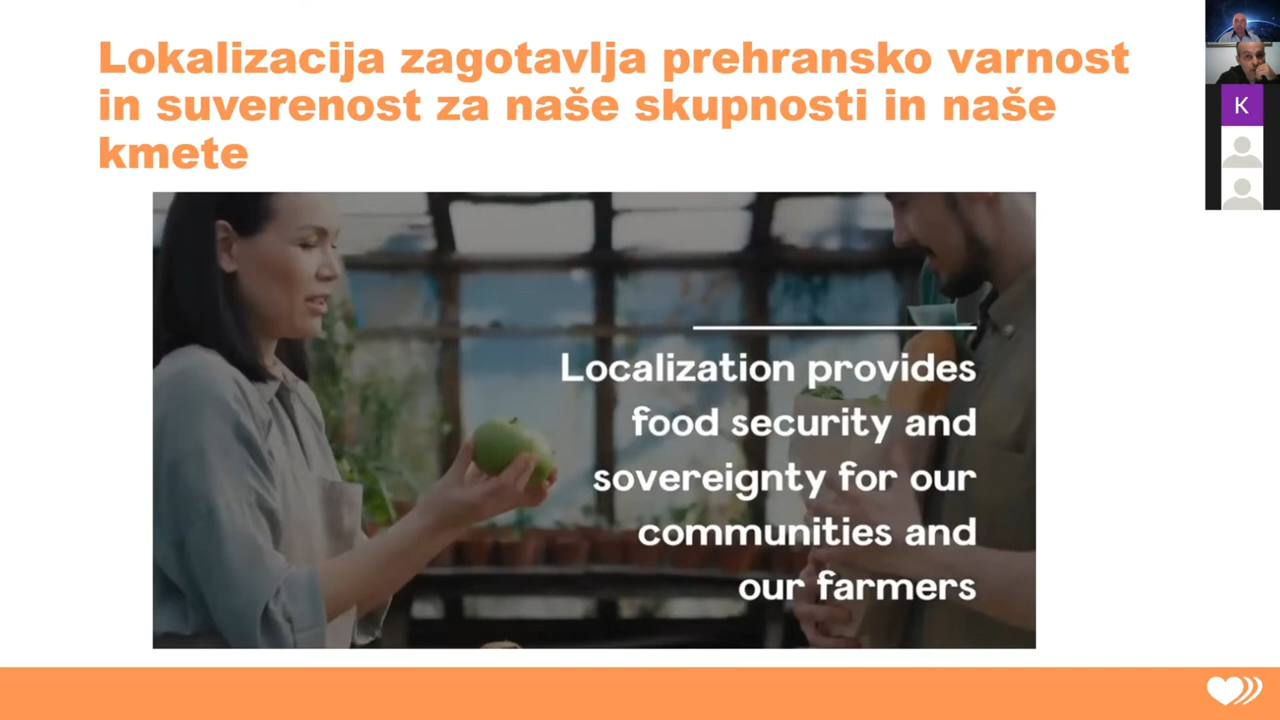 Lokalizacija zagotavlja prehransko varnost
in suverenost za naše skupnosti in naše
kmete
Localization provides
food security and
sovereignty for our
communities and
our farmers
K